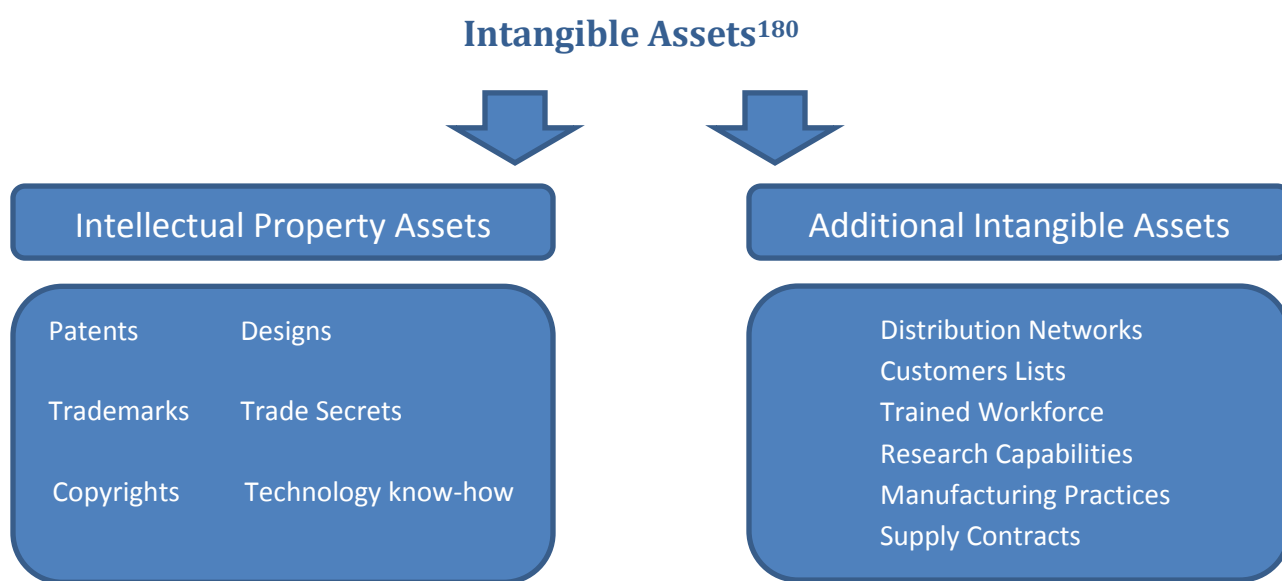 Intangible Assets180
Intellectual Property Assets
Patents Designs
Trademarks Trade Secrets
Copyrights Technology know-how
Additional Intangible Assets
Distribution Networks
Customers Lists
Trained Workforce
Research Capabilities
Manufacturing Practices
Supply Contracts